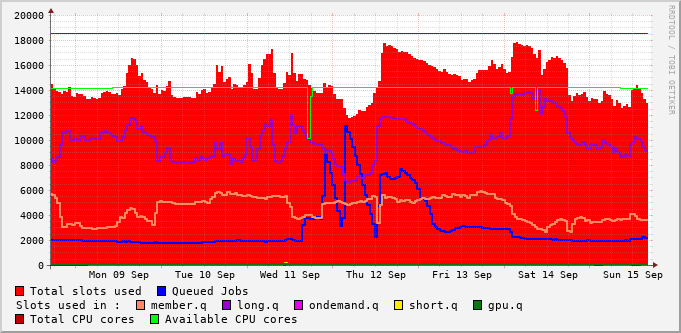 20000
18000
16000
14000
12000
10000
8000
6000
4000
2000
0
Mon 09 Sep Tue 10 Sep Wed 11 Sep Thu 12 Sep Fri 13 Sep Sat 14 Sep Sun 15 Sep
Total slots used Queued Jobs
Slots used in : member.q long.q ondemand.q short.q gpu.q
Total CPU cores Available CPU cores
RRDTOOL / TOBI OETIKER